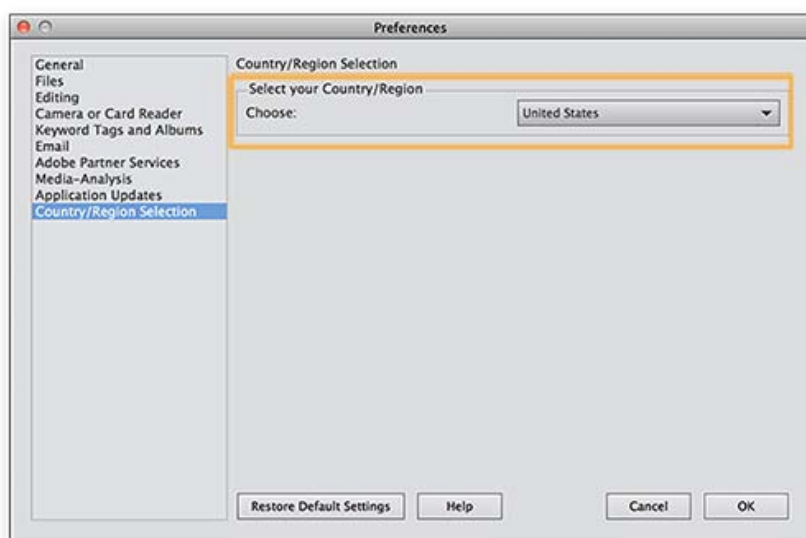 Preferences
General
Files
Editing
Camera or Card Reader
Keyword Tags and Albums
Email
Adobe Partner Services
Media-Analysis
Application Updates
Country/Region Selection
Country/Region Selection
Select your Country/Region
Choose:
United States
Restore Default Settings
Help
Cancel
OK